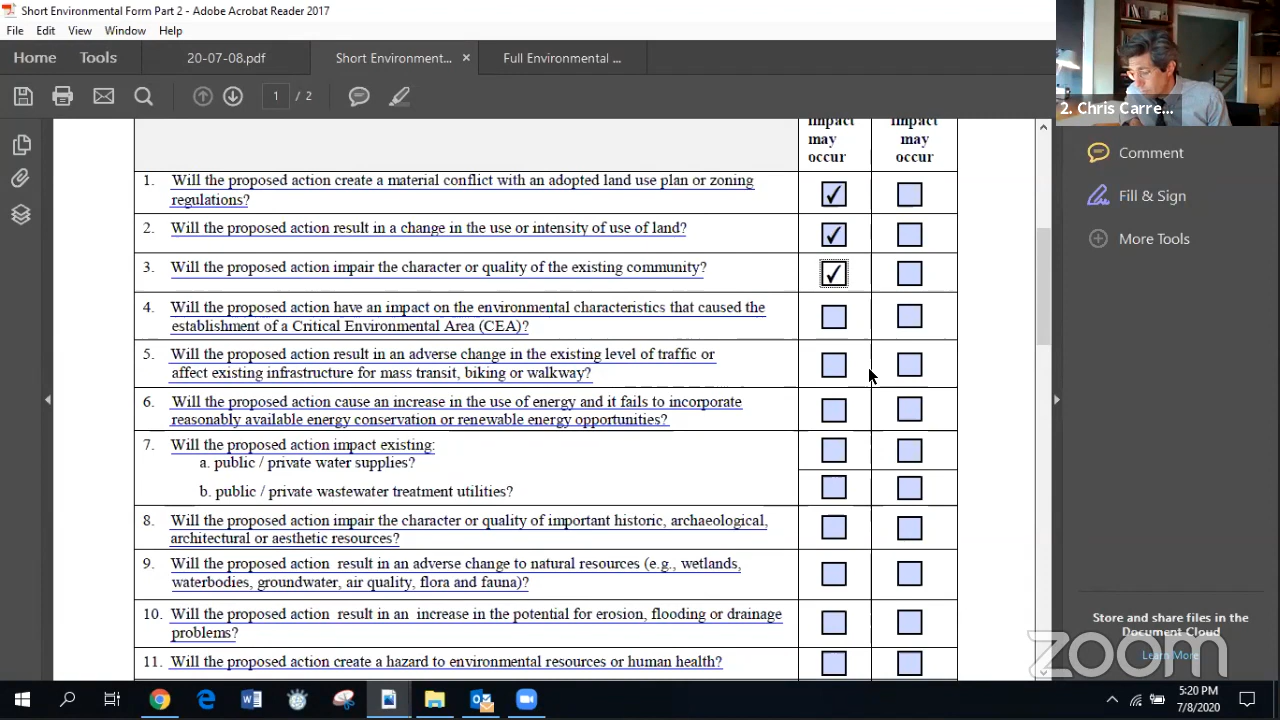 Short Environmental Form Part 2 - Adobe Acrobat Reader 2017
File Edit View Window Help
Home Tools 20-07-08.pdf Short Environment... × Full Environmental ...
1 / 2
2. Chris Carre...
Comment
Fill & Sign
More Tools
impact may occur
impact may occur
1. Will the proposed action create a material conflict with an adopted land use plan or zoning
regulations?
2. Will the proposed action result in a change in the use or intensity of use of land?
3. Will the proposed action impair the character or quality of the existing community?
4. Will the proposed action have an impact on the environmental characteristics that caused the
establishment of a Critical Environmental Area (CEA)?
5. Will the proposed action result in an adverse change in the existing level of traffic or
affect existing infrastructure for mass transit, biking or walkway?
6. Will the proposed action cause an increase in the use of energy and it fails to incorporate
reasonably available energy conservation or renewable energy opportunities?
7. Will the proposed action impact existing:
a. public / private water supplies?
b. public / private wastewater treatment utilities?
8. Will the proposed action impair the character or quality of important historic, archaeological,
architectural or aesthetic resources?
9. Will the proposed action result in an adverse change to natural resources (e.g., wetlands,
waterbodies, groundwater, air quality, flora and fauna)?
10. Will the proposed action result in an increase in the potential for erosion, flooding or drainage
problems?
11. Will the proposed action create a hazard to environmental resources or human health?
Store and share files in the
Document Cloud
Learn More
zoom
5:20 PM
7/8/2020